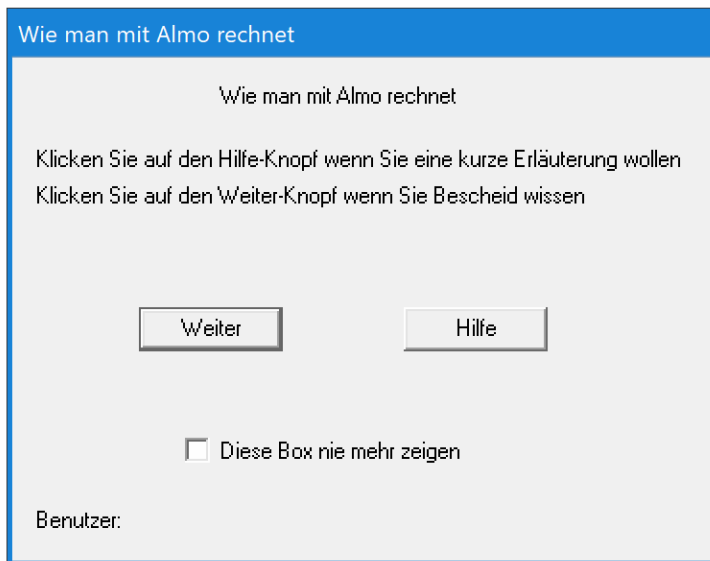 Wie man mit Almo rechnet
Wie man mit Almo rechnet
Klicken Sie auf den Hilfe-Knopf wenn Sie eine kurze Erläuterung wollen
Klicken Sie auf den Weiter-Knopf wenn Sie Bescheid wissen
Weiter Hilfe
Diese Box nie mehr zeigen
Benutzer: